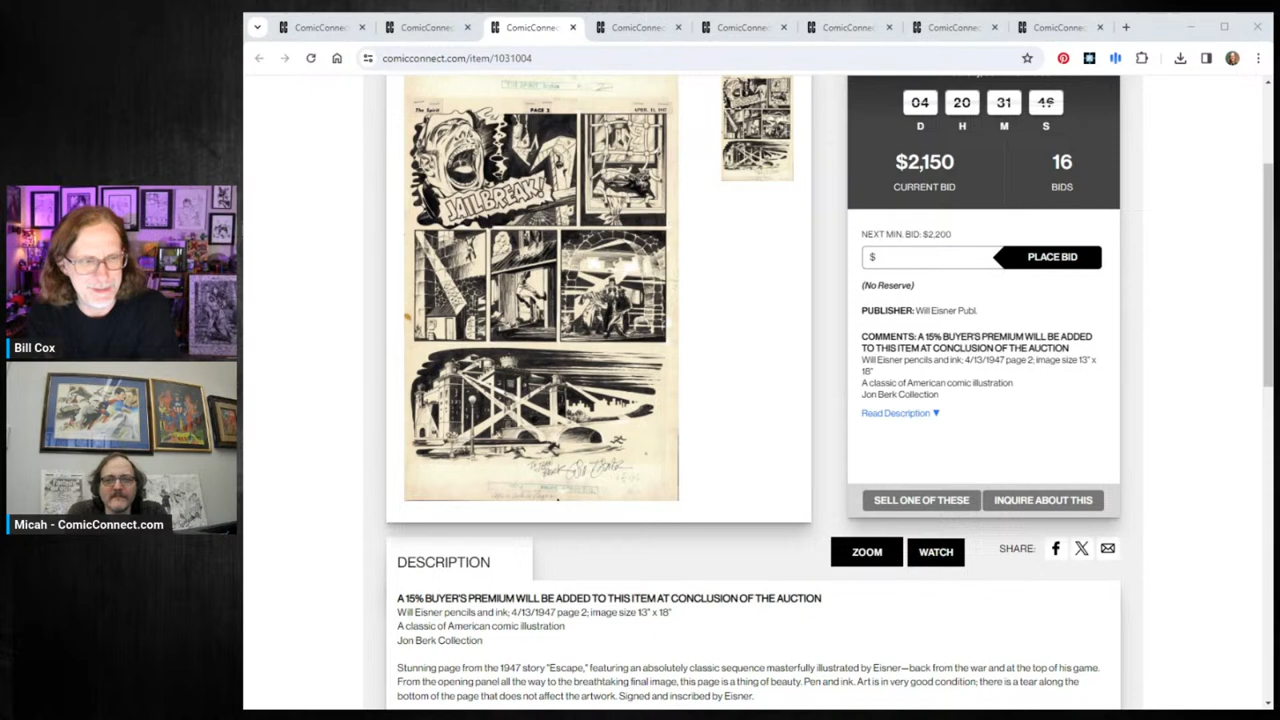 ComicConnec
ComicConnec
ComicConnec
ComicConnec
ComicConnec
ComicConnec
ComicConnec
ComicConnec
comicconnect.com/item/1031004
The Spirit
PAGE 2
JAILBREAK!
04 20 31
D H M S
$2,150
CURRENT BID
16
BIDS
NEXT MIN. BID: $2,200
$
PLACE BID
(No Reserve)
PUBLISHER: Will Eisner Publ.
COMMENTS: A 15% BUYER'S PREMIUM WILL BE ADDED
TO THIS ITEM AT CONCLUSION OF THE AUCTION
Will Eisner pencils and ink; 4/13/1947 page 2; image size 13" x
18"
A classic of American comic illustration
Jon Berk Collection
Read Description ▼
SELL ONE OF THESE
INQUIRE ABOUT THIS
ZOOM
WATCH
SHARE:
DESCRIPTION
A 15% BUYER'S PREMIUM WILL BE ADDED TO THIS ITEM AT CONCLUSION OF THE AUCTION
Will Eisner pencils and ink; 4/13/1947 page 2; image size 13" x 18"
A classic of American comic illustration
Jon Berk Collection
Stunning page from the 1947 story "Escape," featuring an absolutely classic sequence masterfully illustrated by Eisner—back from the war and at the top of his game.
From the opening panel all the way to the breathtaking final image, this page is a thing of beauty. Pen and ink. Art is in very good condition; there is a tear along the
bottom of the page that does not affect the artwork. Signed and inscribed by Eisner.
Bill Cox
Micah - ComicConnect.com